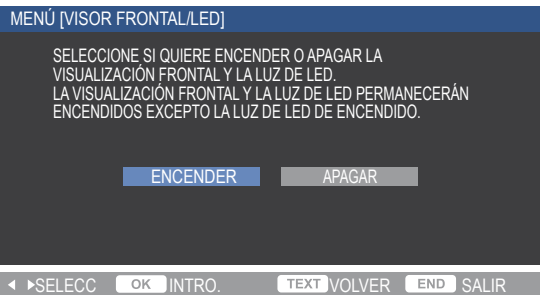 MENÚ [VISOR FRONTAL/LED]
SELECCIONE SI QUIERE ENCENDER O APAGAR LA
VISUALIZACIÓN FRONTAL Y LA LUZ DE LED.
LA VISUALIZACIÓN FRONTAL Y LA LUZ DE LED PERMANECERÁN
ENCENDIDOS EXCEPTO LA LUZ DE LED DE ENCENDIDO.
ENCENDER APAGAR
SELECC OK INTRO. TEXT VOLVER END SALIR